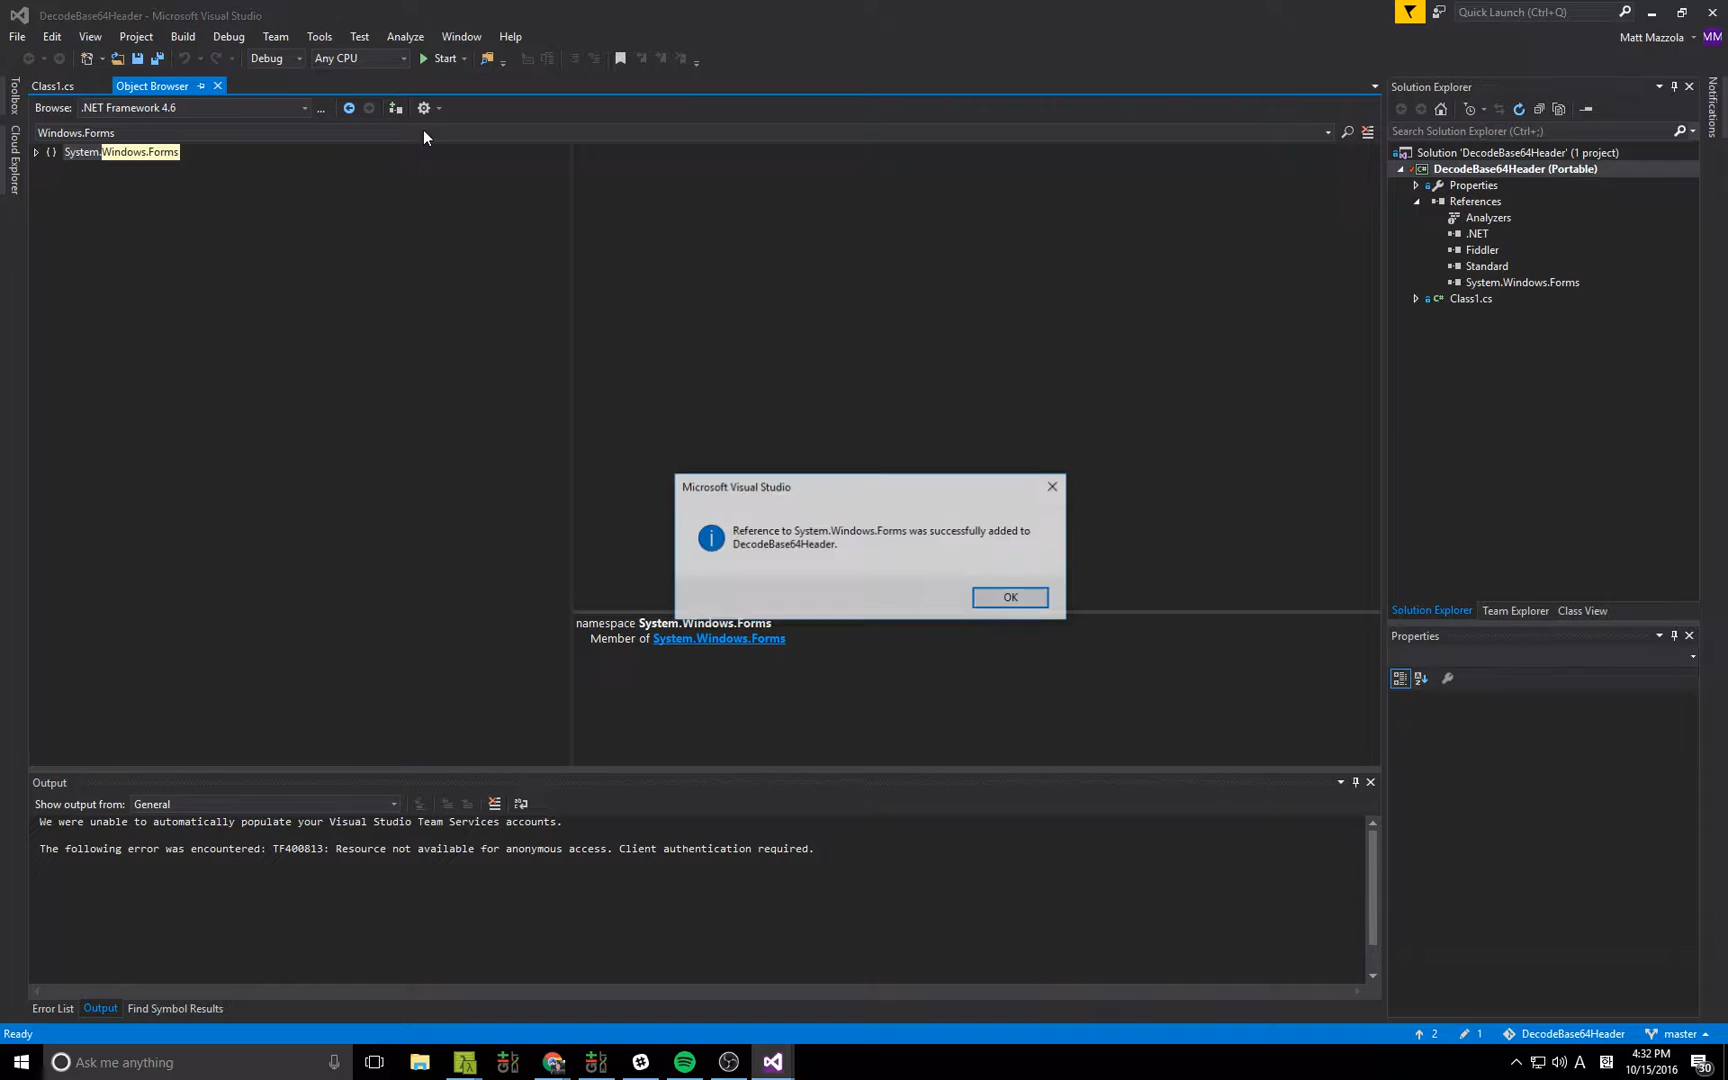 DecodeBase64Header - Microsoft Visual Studio
Quick Launch (Ctrl+Q)
File Edit View Project Build Debug Team Tools Test Analyze Window Help
Matt Mazzola MM
Debug Any CPU Start
Toolbox
Cloud Explorer
Class1.cs Object Browser
Browse: .NET Framework 4.6 ...
Windows.Forms
{ } System.Windows.Forms
Microsoft Visual Studio
Reference to System.Windows.Forms was successfully added to
DecodeBase64Header.
OK
namespace System.Windows.Forms
Member of System.Windows.Forms
Solution Explorer
Search Solution Explorer (Ctrl+;)
Solution 'DecodeBase64Header' (1 project)
C# DecodeBase64Header (Portable)
Properties
References
Analyzers
.NET
Fiddler
Standard
System.Windows.Forms
C# Class1.cs
Solution Explorer Team Explorer Class View
Properties
Notifications
Output
Show output from: General
We were unable to automatically populate your Visual Studio Team Services accounts.
The following error was encountered: TF400813: Resource not available for anonymous access. Client authentication required.
Error List Output Find Symbol Results
Ready
2 1 DecodeBase64Header master
Ask me anything
A
4:32 PM
10/15/2016
30